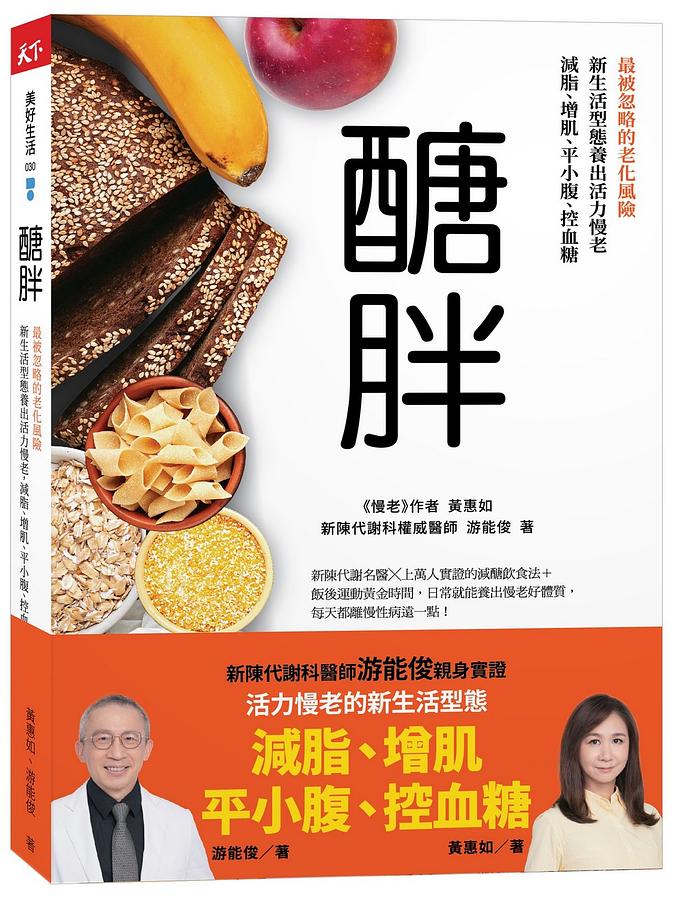 天下
美好生活
030
醣胖
最被忽略的老化風險
新生活型態養出活力慢老，減脂、增肌、平小腹、控血
黃惠如、游能俊 著
最被忽略的老化風險
新生活型態養出活力慢老
減脂、增肌、平小腹、控血糖
醣胖
《慢老》作者 黃惠如
新陳代謝科權威醫師 游能俊 著
新陳代謝名醫╳上萬人實證的減醣飲食法＋
飯後運動黃金時間，日常就能養出慢老好體質，
每天都離慢性病遠一點！
新陳代謝科醫師游能俊親身實證
活力慢老的新生活型態
減脂、增肌
平小腹、控血糖
游能俊／著
黃惠如／著